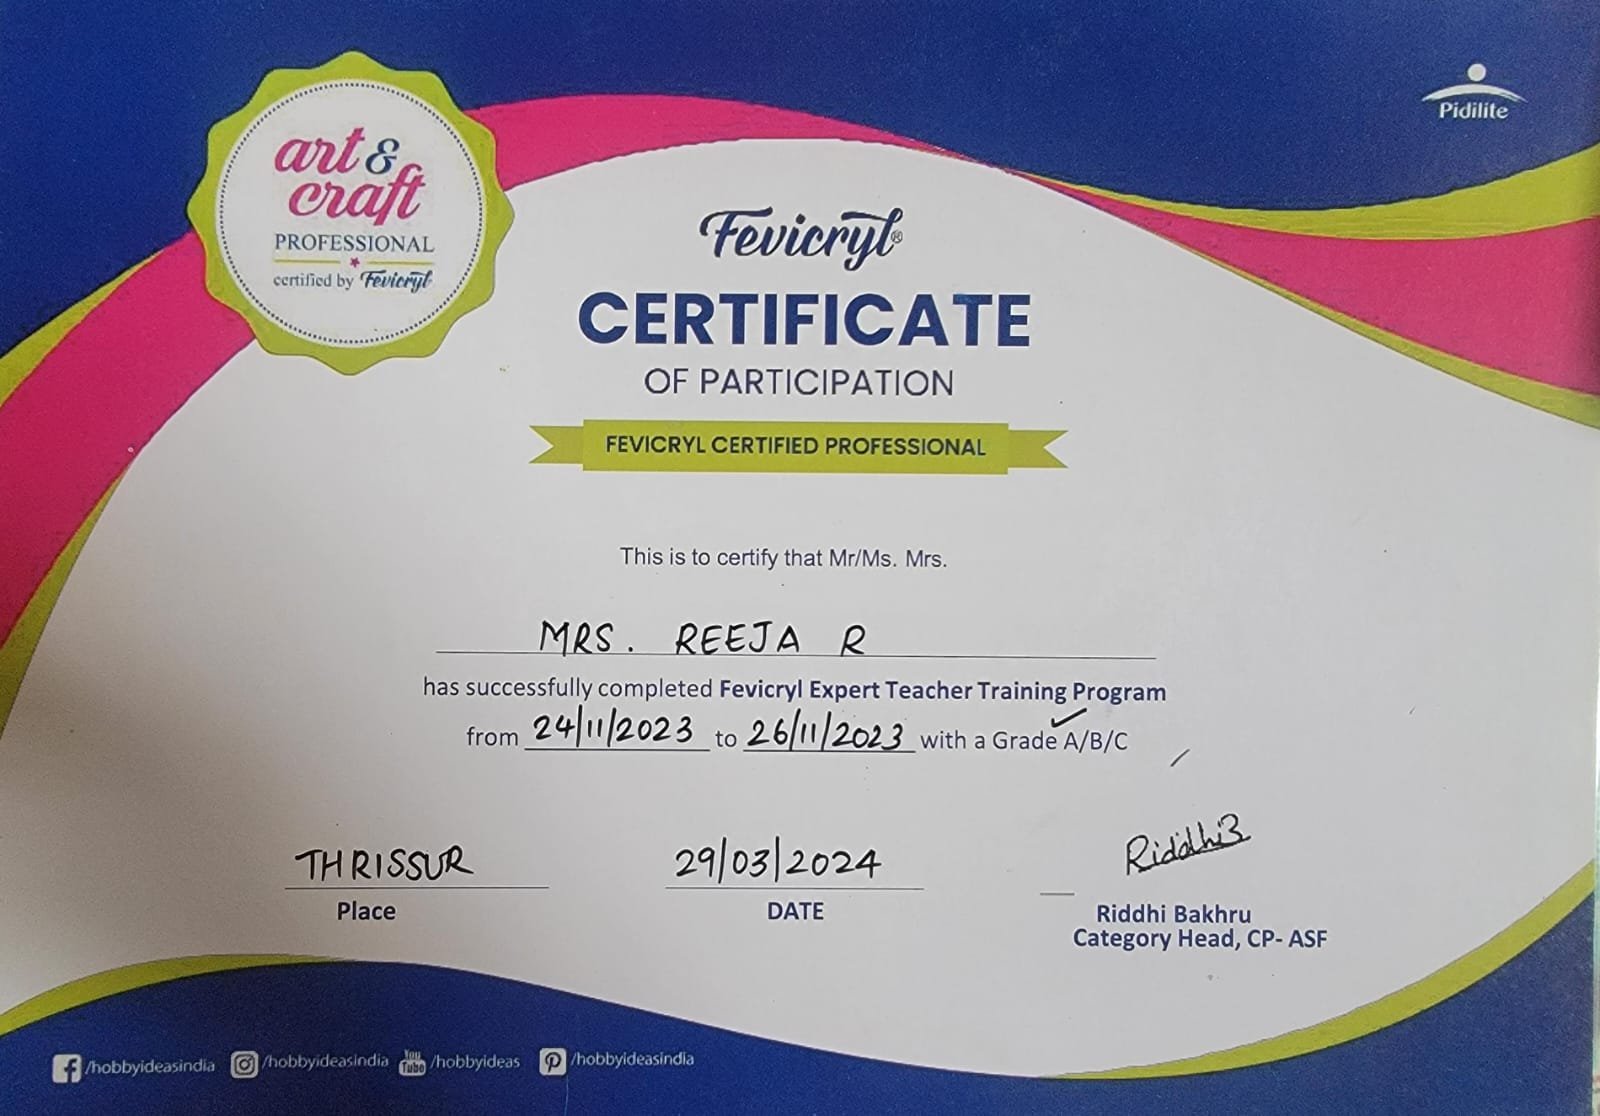 art &
craft
PROFESSIONAL
certified by Fevicryl
Pidilite
Fevicryl®
CERTIFICATE
OF PARTICIPATION
FEVICRYL CERTIFIED PROFESSIONAL
This is to certify that Mr/Ms. Mrs.
MRS. REEJA R
has successfully completed Fevicryl Expert Teacher Training Program
from 24/11/2023 to 26/11/2023 with a Grade A/B/C
THRISSUR
Place
29/03/2024
DATE
RiddhiB
Riddhi Bakhru
Category Head, CP- ASF
/hobbyideasindia /hobbyideasindia You Tube /hobbyideas /hobbyideasindia